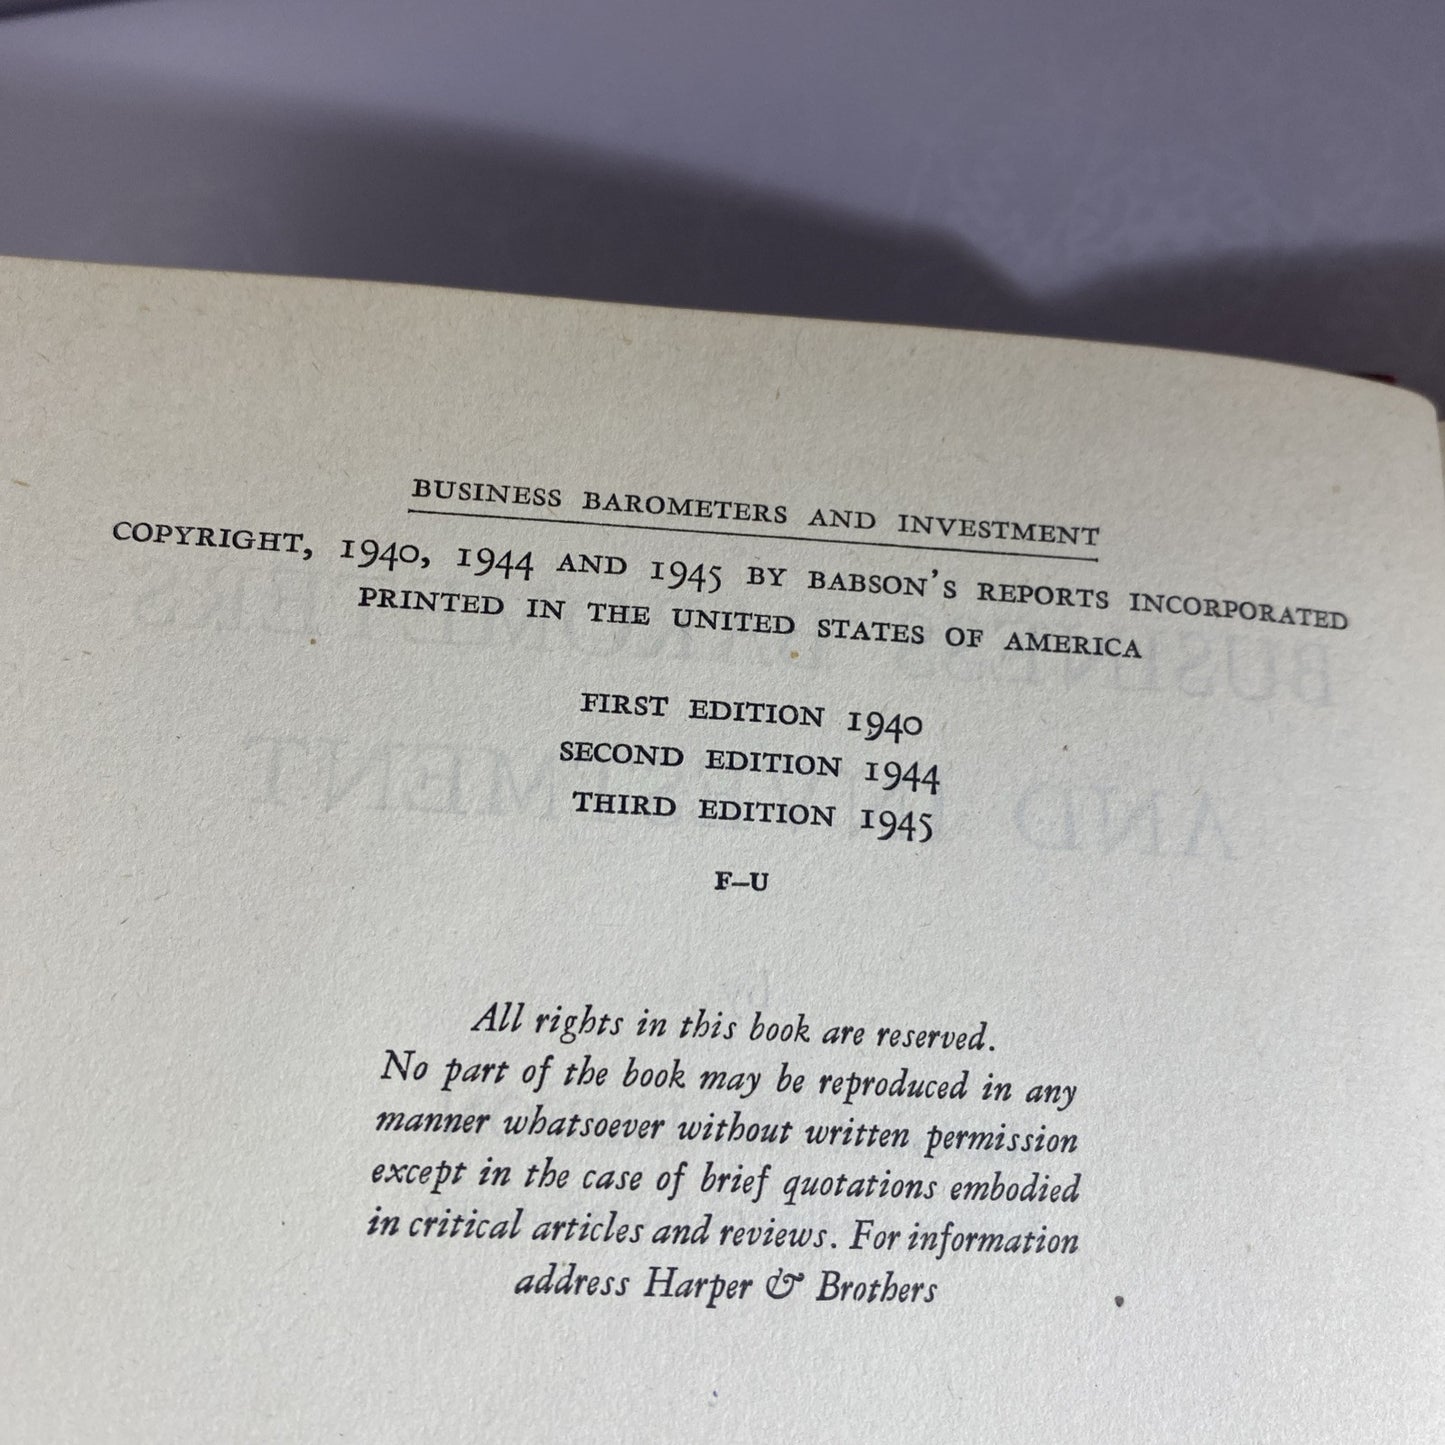 BUSINESS BAROMETERS AND INVESTMENT
COPYRIGHT, 1940, 1944 AND 1945 BY BABSON'S REPORTS INCORPORATED
PRINTED IN THE UNITED STATES OF AMERICA
FIRST EDITION 1940
SECOND EDITION 1944
THIRD EDITION 1945
F–U
All rights in this book are reserved.
No part of the book may be reproduced in any
manner whatsoever without written permission
except in the case of brief quotations embodied
in critical articles and reviews. For information
address Harper & Brothers